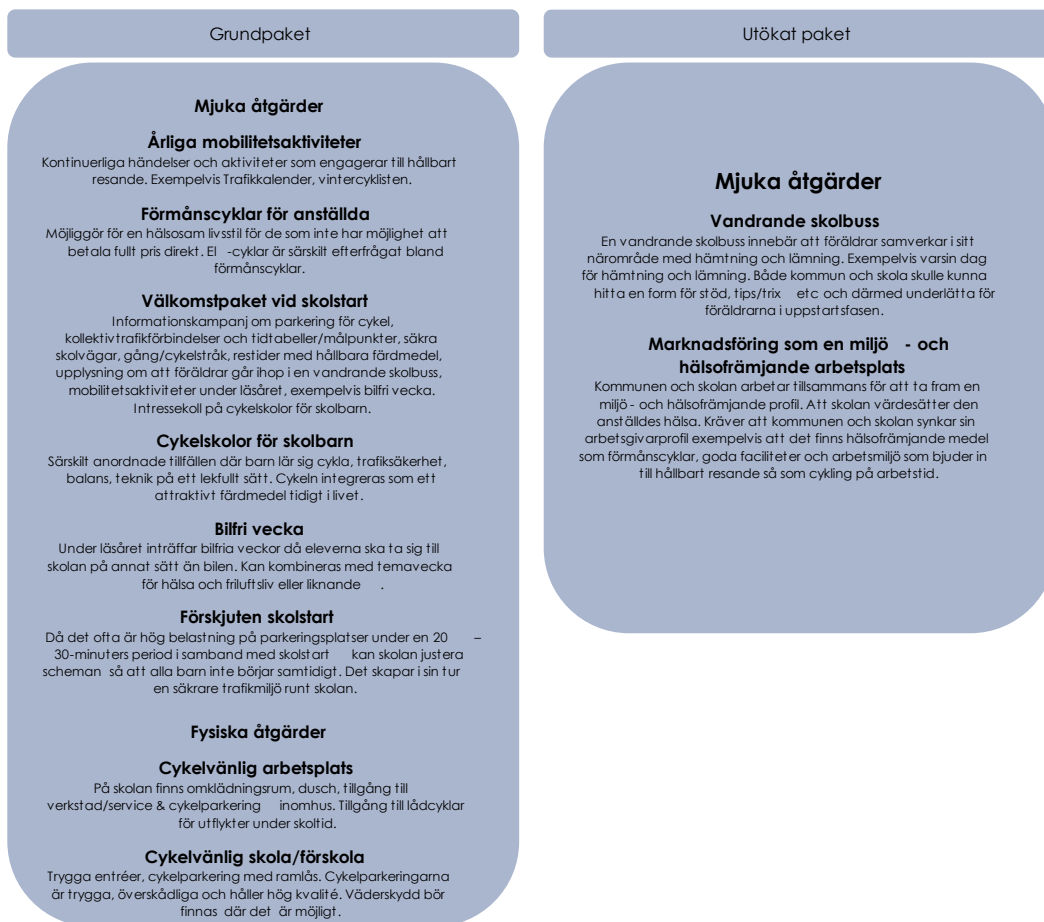 Grundpaket
Mjuka åtgärder
Årliga mobilitetsaktiviteter
Kontinuerliga händelser och aktiviteter som engagerar till hållbart
resande. Exempelvis Trafikkalender, vintercyklisten.
Förmånscyklar för anställda
Möjliggör för en hälsosam livsstil för de som inte har möjlighet att
betala fullt pris direkt. El -cyklar är särskilt efterfrågat bland
förmånscyklar.
Välkomstpaket vid skolstart
Informationskampanj om parkering för cykel,
kollektivtrafikförbindelser och tidtabeller/målpunkter, säkra
skolvägar, gång/cykelstråk, restider med hållbara färdmedel,
upplysning om att föräldrar går ihop i en vandrande skolbuss,
mobilitetsaktiviteter under läsåret, exempelvis bilfri vecka.
Intressekoll på cykelskolor för skolbarn.
Cykelskolor för skolbarn
Särskilt anordnade tillfällen där barn lär sig cykla, trafiksäkerhet,
balans, teknik på ett lekfullt sätt. Cykeln integreras som ett
attraktivt färdmedel tidigt i livet.
Bilfri vecka
Under läsåret inträffar bilfria veckor då eleverna ska ta sig till
skolan på annat sätt än bilen. Kan kombineras med temavecka
för hälsa och friluftsliv eller liknande .
Förskjuten skolstart
Då det ofta är hög belastning på parkeringsplatser under en 20 –
30-minuters period i samband med skolstart kan skolan justera
scheman så att alla barn inte börjar samtidigt. Det skapar i sin tur
en säkrare trafikmiljö runt skolan.
Fysiska åtgärder
Cykelvänlig arbetsplats
På skolan finns omklädningsrum, dusch, tillgång till
verkstad/service & cykelparkering inomhus. Tillgång till lådcyklar
för utflykter under skoltid.
Cykelvänlig skola/förskola
Trygga entréer, cykelparkering med ramlås. Cykelparkeringarna
är trygga, överskådliga och håller hög kvalité. Väderskydd bör
finnas där det är möjligt.
Utökat paket
Mjuka åtgärder
Vandrande skolbuss
En vandrande skolbuss innebär att föräldrar samverkar i sitt
närområde med hämtning och lämning. Exempelvis varsin dag
för hämtning och lämning. Både kommun och skola skulle kunna
hitta en form för stöd, tips/trix etc och därmed underlätta för
föräldrarna i uppstartsfasen.
Marknadsföring som en miljö - och
hälsofrämjande arbetsplats
Kommunen och skolan arbetar tillsammans för att ta fram en
miljö - och hälsofrämjande profil. Att skolan värdesätter den
anställdes hälsa. Kräver att kommunen och skolan synkar sin
arbetsgivarprofil exempelvis att det finns hälsofrämjande medel
som förmånscyklar, goda faciliteter och arbetsmiljö som bjuder in
till hållbart resande så som cykling på arbetstid.